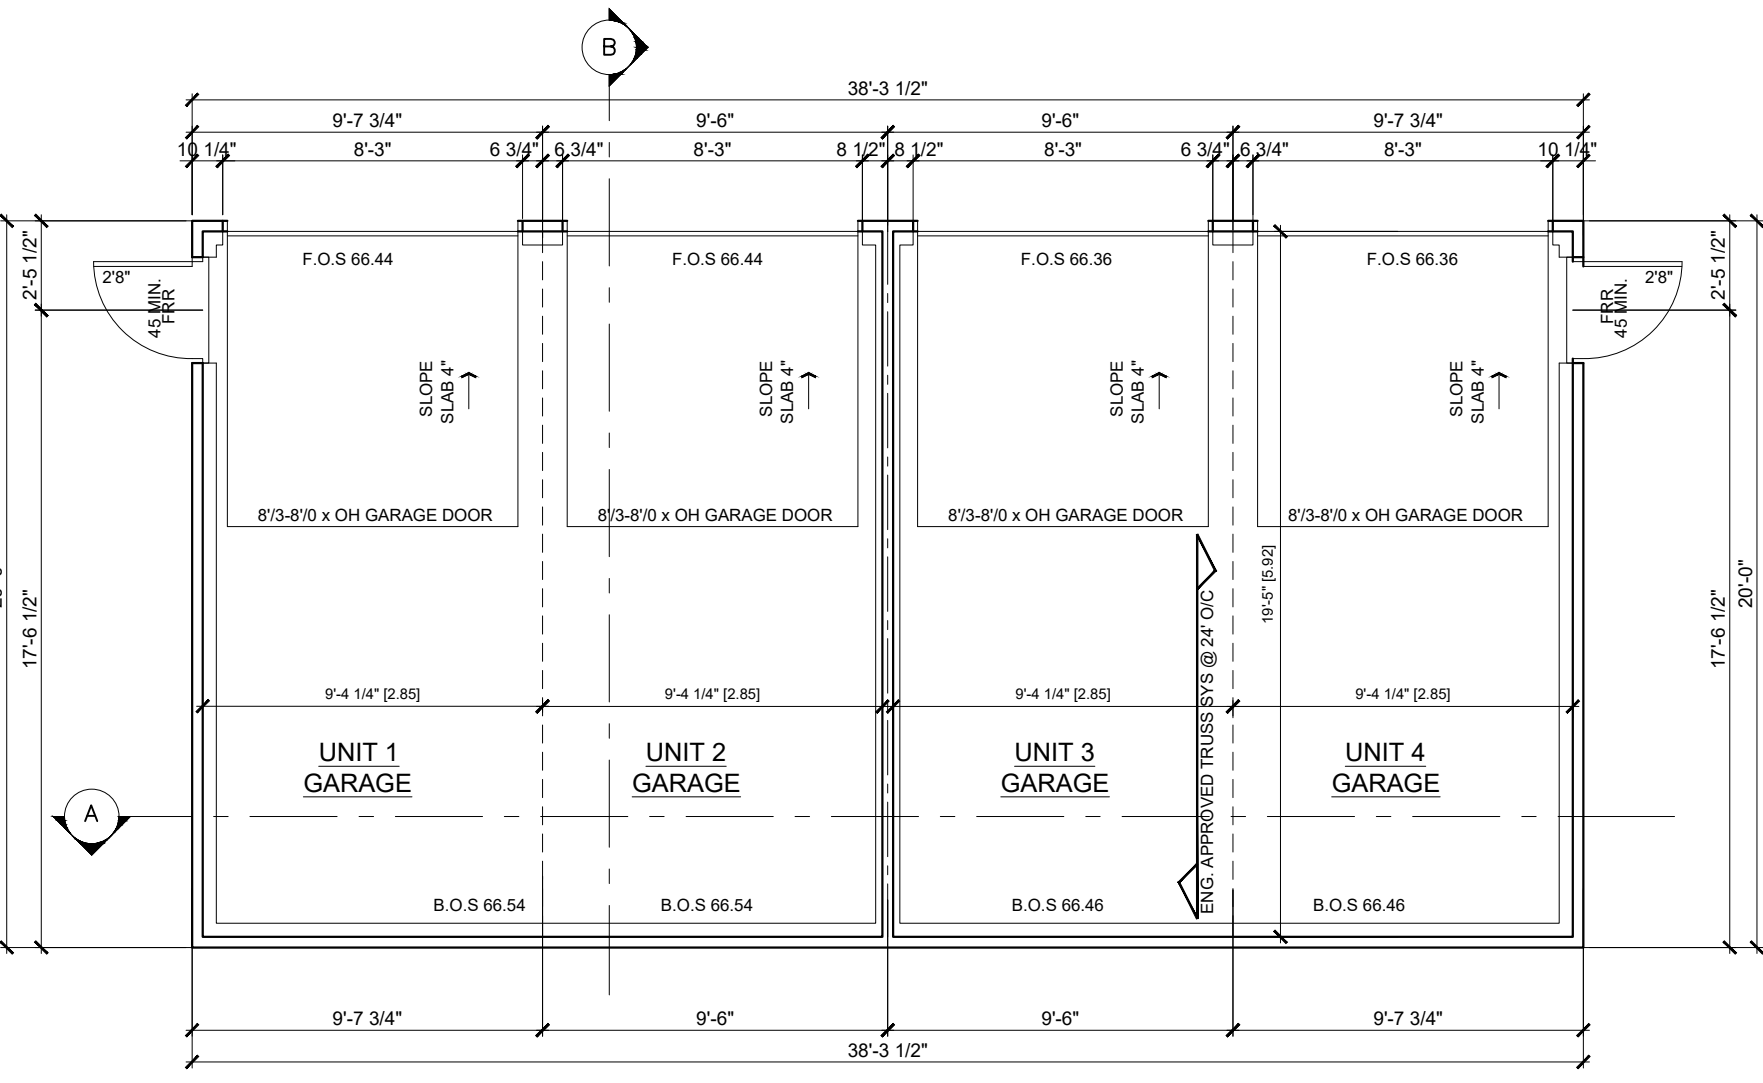 B
38'-3 1/2"
9'-7 3/4"
9'-6"
9'-6"
9'-7 3/4"
10 1/4"
8'-3"
6 3/4"
6 3/4"
8'-3"
8 1/2"
8 1/2"
8'-3"
6 3/4"
6 3/4"
8'-3"
10 1/4"
2'-5 1/2"
2'8"
45 MIN.
FRR
F.O.S 66.44
F.O.S 66.44
F.O.S 66.36
F.O.S 66.36
2'8"
FRR
45 MIN.
2'-5 1/2"
SLOPE
SLAB 4"
SLOPE
SLAB 4"
SLOPE
SLAB 4"
SLOPE
SLAB 4"
8'/3-8'/0 x OH GARAGE DOOR
8'/3-8'/0 x OH GARAGE DOOR
8'/3-8'/0 x OH GARAGE DOOR
8'/3-8'/0 x OH GARAGE DOOR
17'-6 1/2"
19'-5" [5.92]
17'-6 1/2"
20'-0"
ENG. APPROVED TRUSS SYS @ 24' O/C
9'-4 1/4" [2.85]
9'-4 1/4" [2.85]
9'-4 1/4" [2.85]
9'-4 1/4" [2.85]
UNIT 1
GARAGE
UNIT 2
GARAGE
UNIT 3
GARAGE
UNIT 4
GARAGE
A
B.O.S 66.54
B.O.S 66.54
B.O.S 66.46
B.O.S 66.46
9'-7 3/4"
9'-6"
9'-6"
9'-7 3/4"
38'-3 1/2"